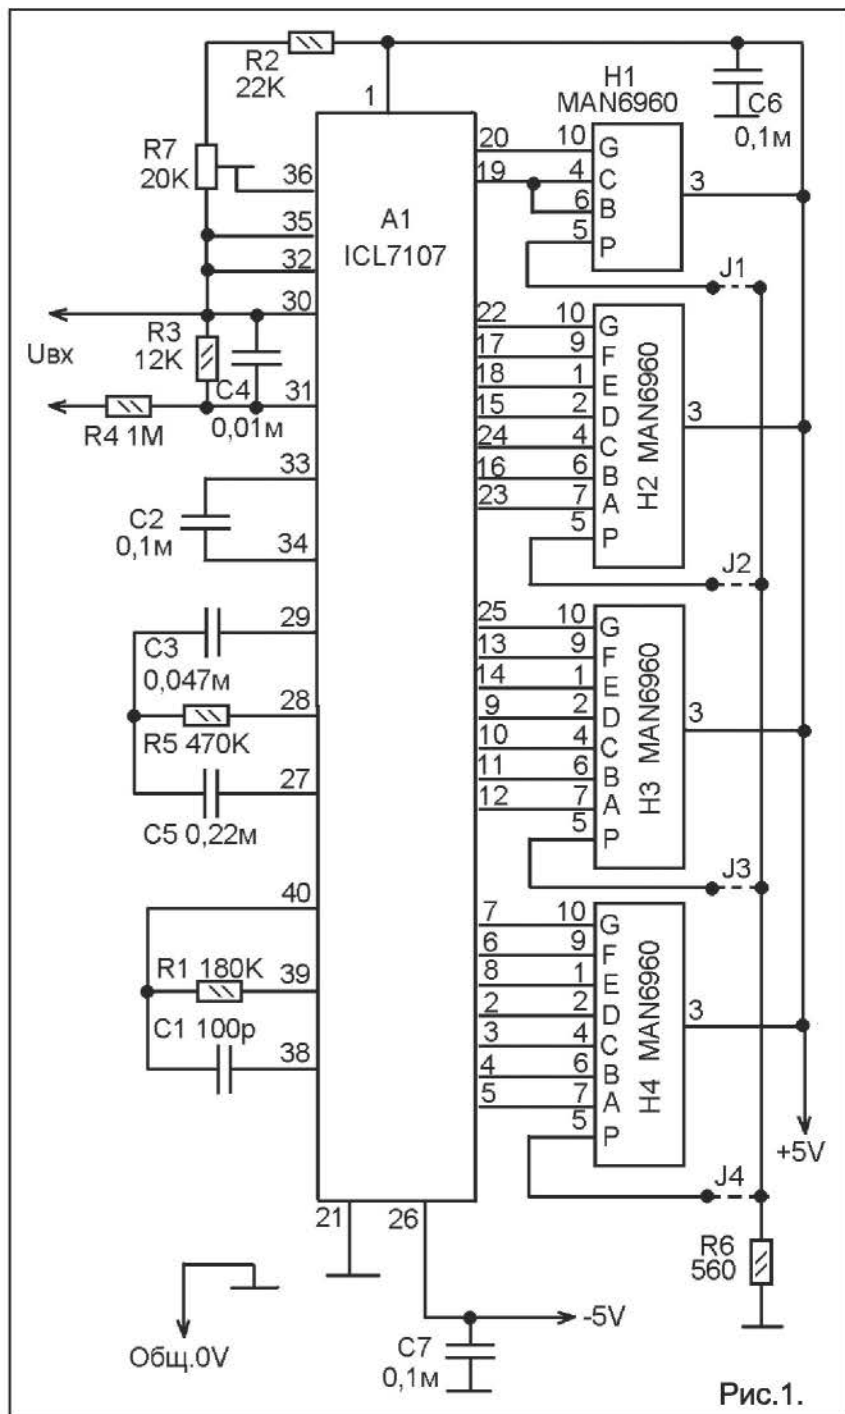 R2
22K
1
H1
MAN6960
C6
0,1м
R7
20K
36
35
32
30
Uвх
R3
12K
C4
0,01м
31
R4 1M
33
C2
0,1м
34
29
C3
0,047м
28
R5 470K
27
C5 0,22м
40
R1 180K
39
C1 100p
38
A1
ICL7107
20 10 G
19 4 C
6 B
5 P
3
J1
22 10 G
17 9 F
18 1 E
15 2 D
24 4 C
16 6 B
23 7 A
5 P
H2 MAN6960
3
J2
25 10 G
13 9 F
14 1 E
9 2 D
10 4 C
11 6 B
12 7 A
5 P
H3 MAN6960
3
J3
7 10 G
6 9 F
8 1 E
2 2 D
3 4 C
4 6 B
5 7 A
5 P
H4 MAN6960
3
+5V
J4
21
26
R6
560
-5V
Общ.0V
C7
0,1м
Рис.1.